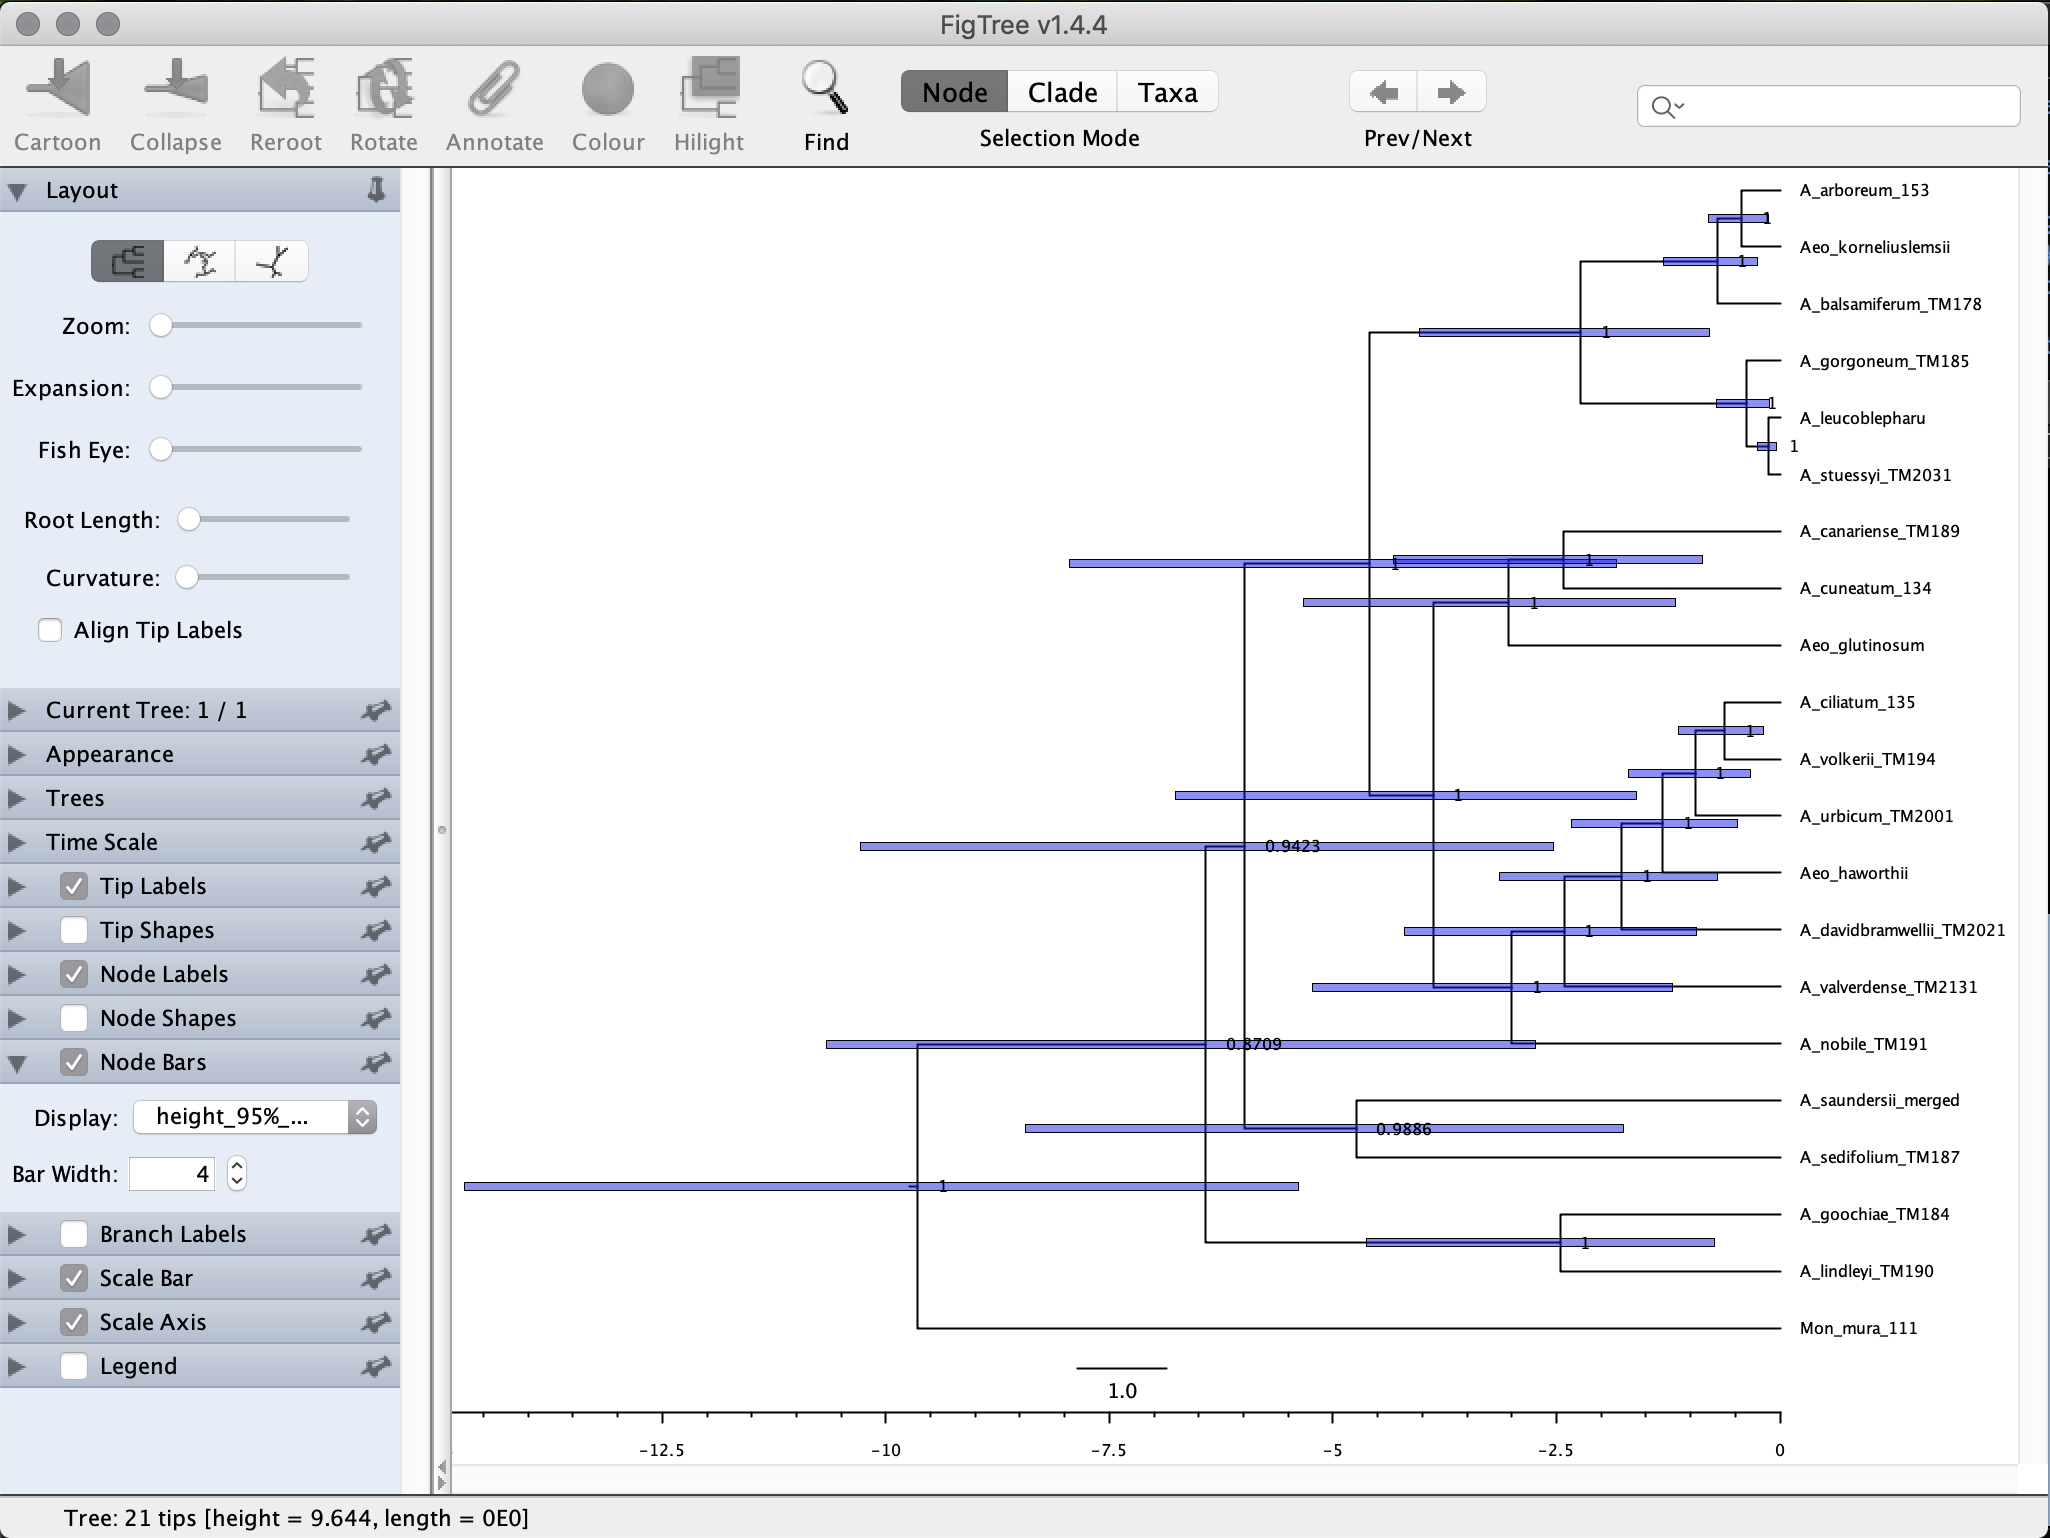 FigTree v1.4.4
Cartoon Collapse Reroot Rotate Annotate Colour Hilight Find
Node Clade Taxa
Selection Mode
Prev/Next
Layout
Zoom:
Expansion:
Fish Eye:
Root Length:
Curvature:
Align Tip Labels
Current Tree: 1 / 1
Appearance
Trees
Time Scale
Tip Labels
Tip Shapes
Node Labels
Node Shapes
Node Bars
Display: height_95%_...
Bar Width: 4
Branch Labels
Scale Bar
Scale Axis
Legend
A_arboreum_153
1
Aeo_korneliuslemsii
1
A_balsamiferum_TM178
1
A_gorgoneum_TM185
1
A_leucoblepharu
1
A_stuessyi_TM2031
A_canariense_TM189
1
1
A_cuneatum_134
1
Aeo_glutinosum
A_ciliatum_135
1
A_volkerii_TM194
1
1
A_urbicum_TM2001
1
0.9423
Aeo_haworthii
1
A_davidbramwellii_TM2021
1
A_valverdense_TM2131
1
A_nobile_TM191
0.8709
A_saundersii_merged
0.9886
A_sedifolium_TM187
1
A_goochiae_TM184
1
A_lindleyi_TM190
Mon_mura_111
1.0
-12.5 -10 -7.5 -5 -2.5 0
Tree: 21 tips [height = 9.644, length = 0E0]